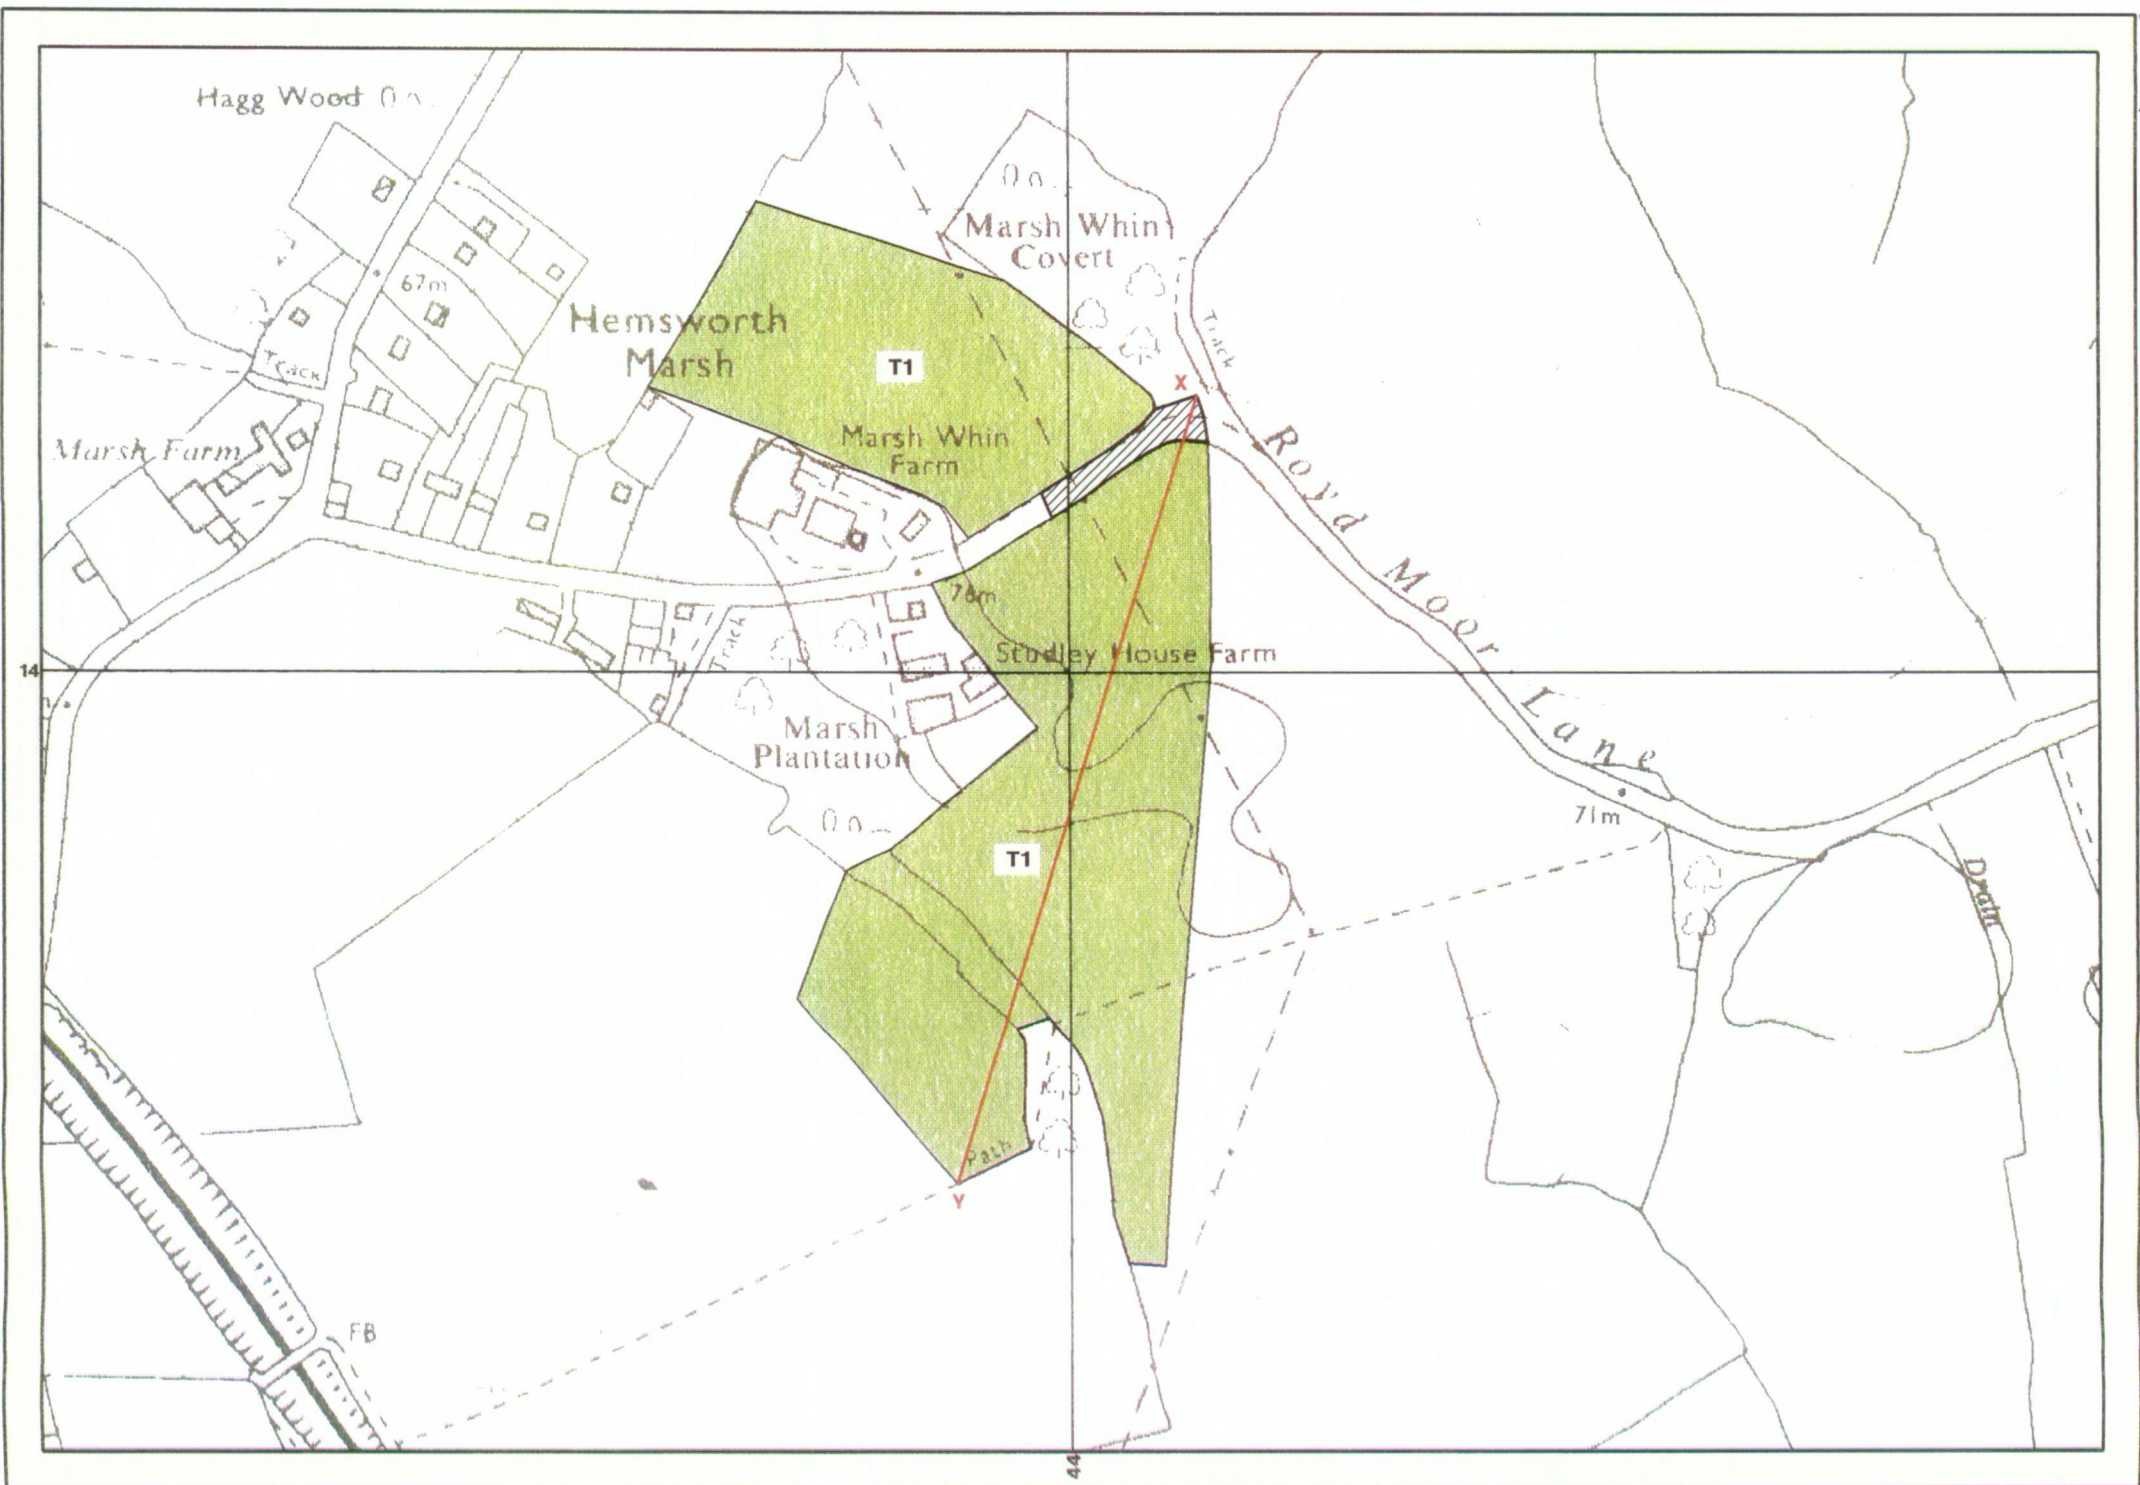 Hagg Wood
Marsh Whin
Covert
67m
Hemsworth
Marsh
Track
Track
T1
X
Marsh Farm
Marsh Whin
Farm
Royd Moor Lane
76m
Track
Studley House Farm
14
Marsh
Plantation
71m
T1
Drain
Path
Y
FB
44